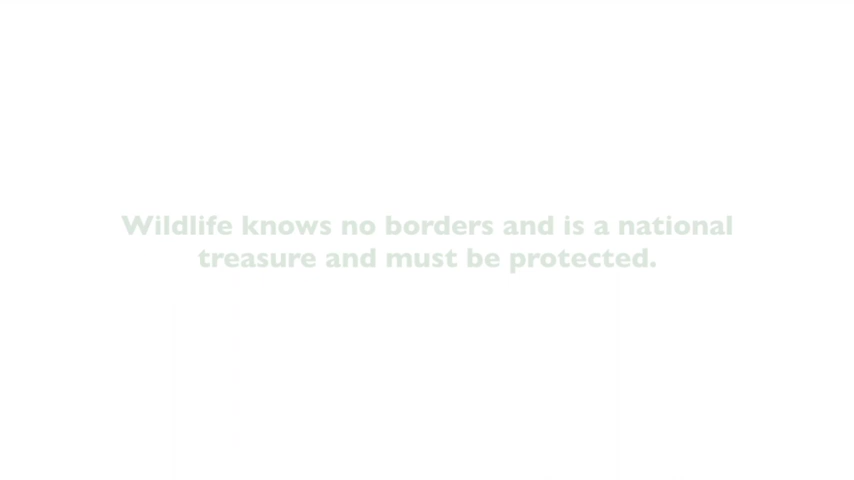 Wildlife knows no borders and is a national
treasure and must be protected.